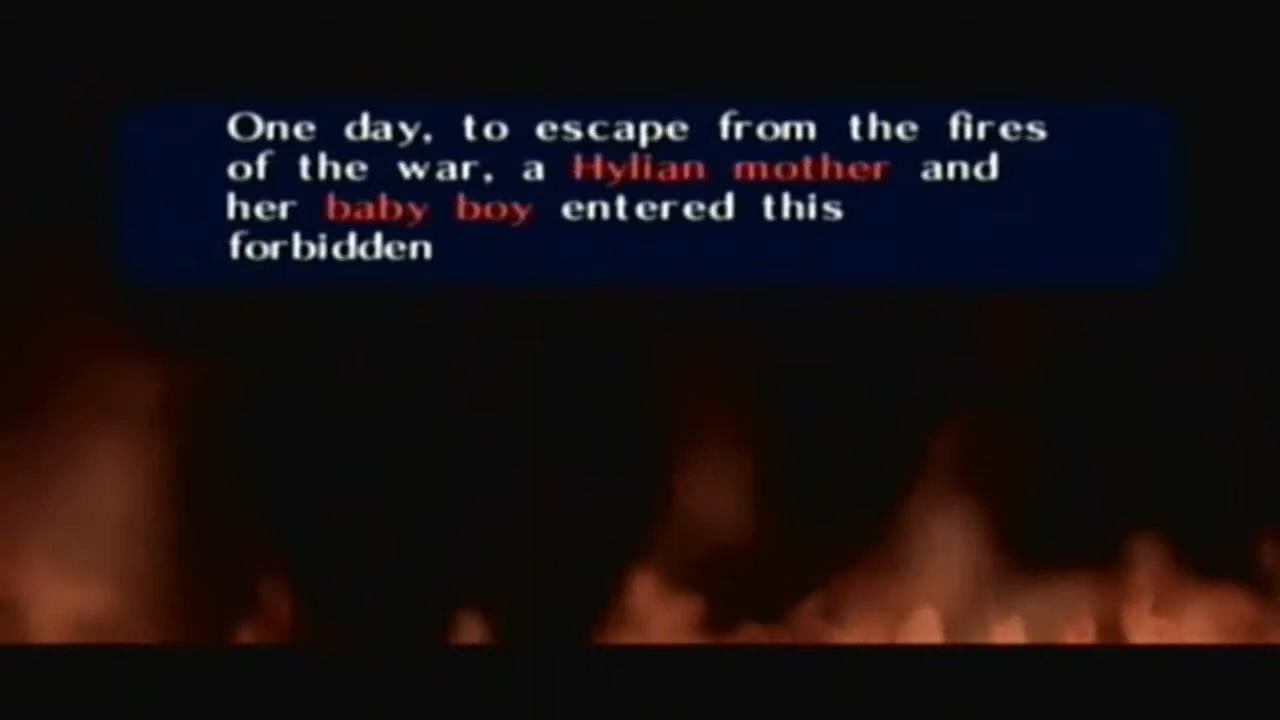 One day, to escape from the fires
of the war, a Hylian mother and
her baby boy entered this
forbidden